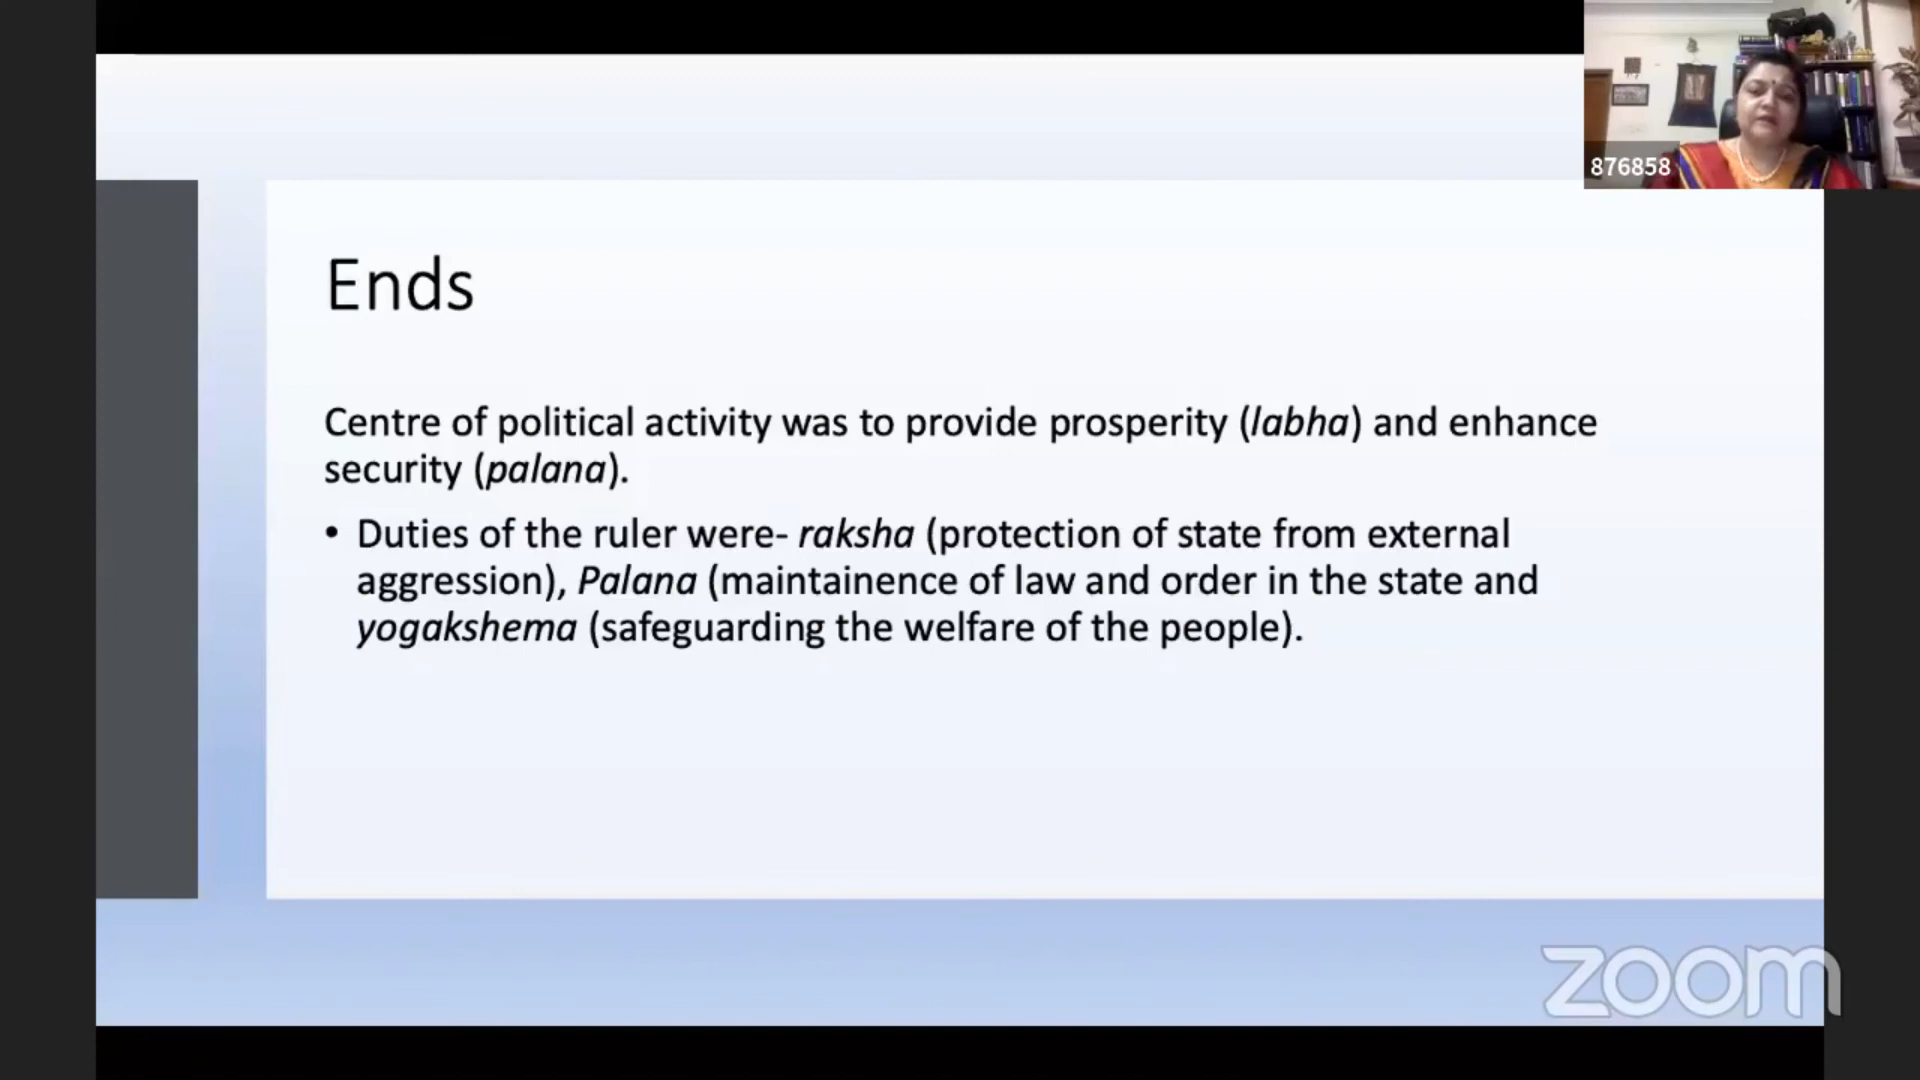 876858
Ends
Centre of political activity was to provide prosperity (labha) and enhance
security (palana).
• Duties of the ruler were- raksha (protection of state from external
aggression), Palana (maintainence of law and order in the state and
yogakshema (safeguarding the welfare of the people).
zoom